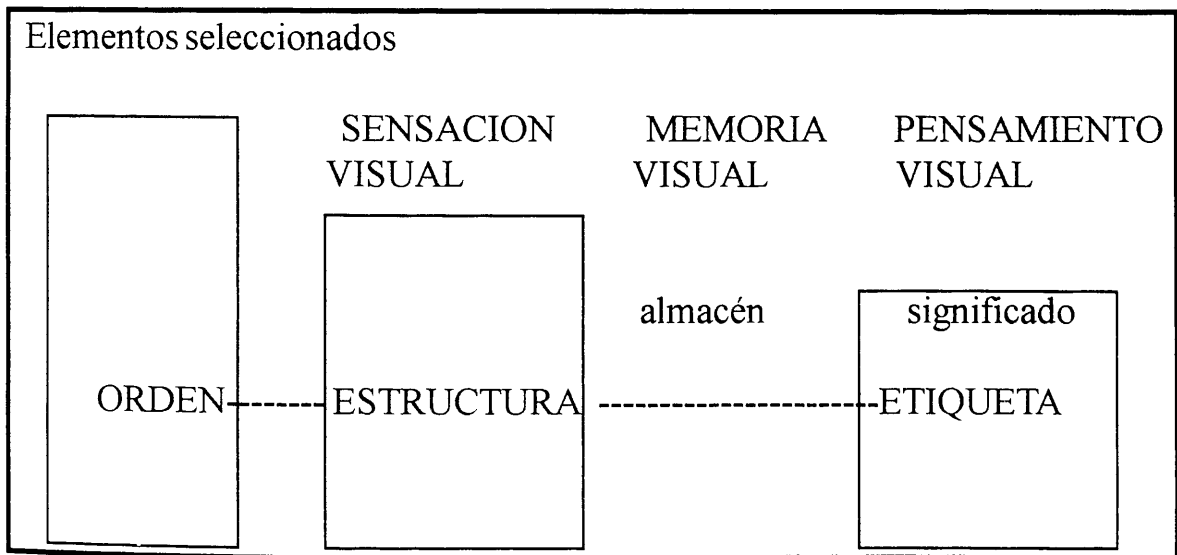 Elementos seleccionados
SENSACION MEMORIA PENSAMIENTO
VISUAL VISUAL VISUAL
almacén significado
ORDEN ESTRUCTURA ETIQUETA